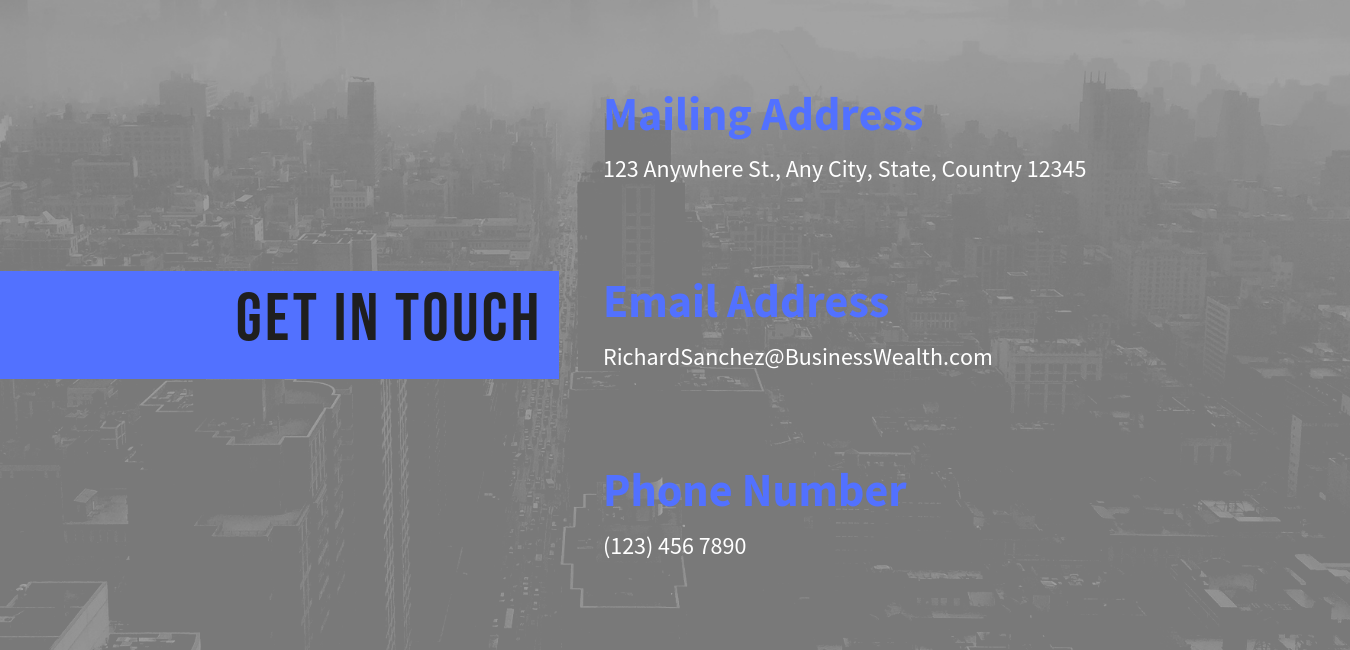 GET IN TOUCH
Mailing Address
123 Anywhere St., Any City, State, Country 12345
Email Address
RichardSanchez@BusinessWealth.com
Phone Number
(123) 456 7890